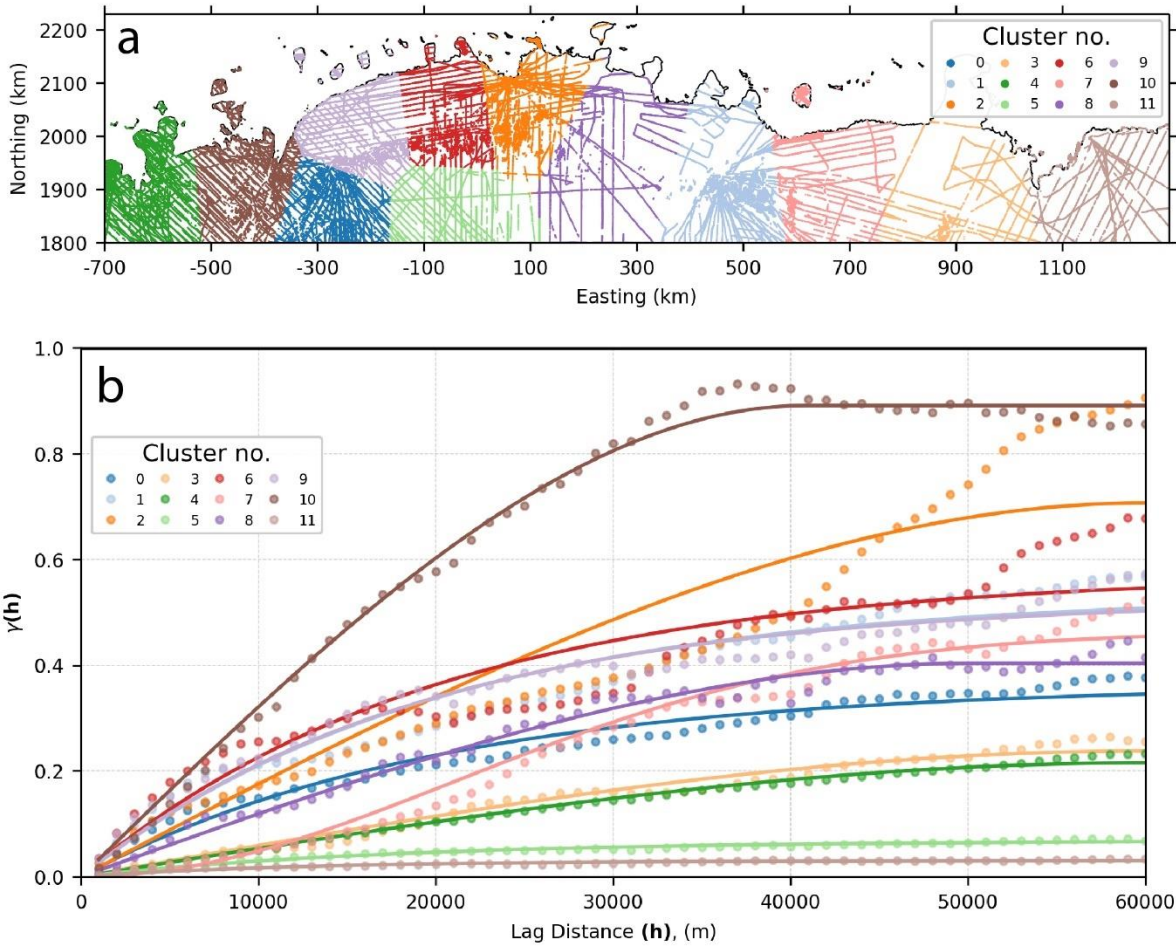 a
2200
2100
2000
1900
1800
Northing (km)
Cluster no.
0 3 6 9
1 4 7 10
2 5 8 11
-700 -500 -300 -100 100 300 500 700 900 1100
Easting (km)
b
1.0
0.8
0.6
0.4
0.2
0.0
γ(h)
Cluster no.
0 3 6 9
1 4 7 10
2 5 8 11
0 10000 20000 30000 40000 50000 60000
Lag Distance (h), (m)